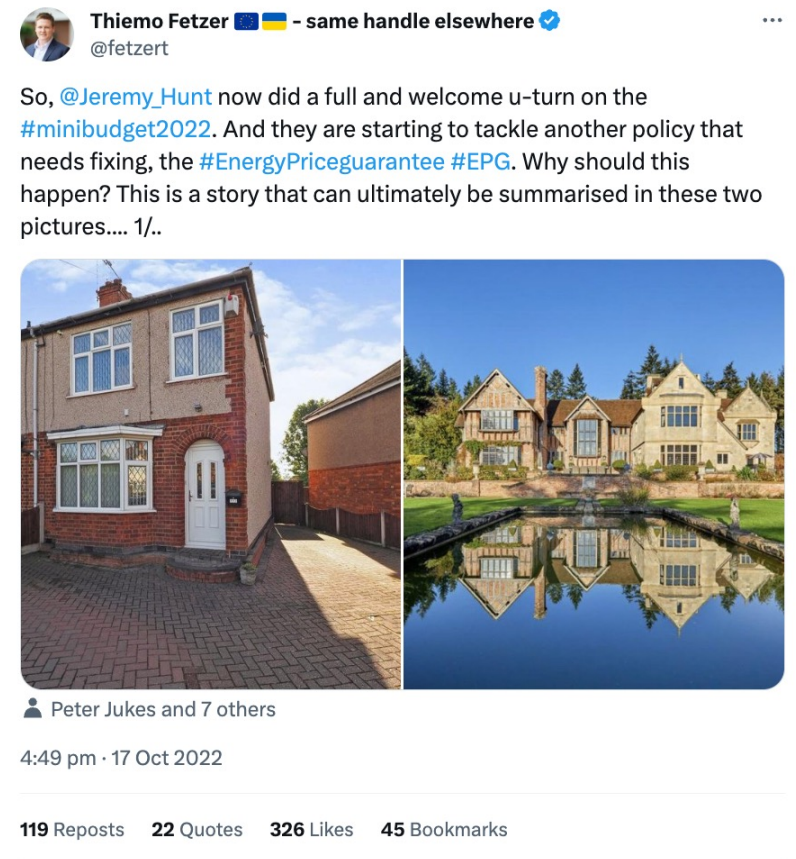 Thiemo Fetzer 🇪🇺🇺🇦 - same handle elsewhere
@fetzert
So, @Jeremy_Hunt now did a full and welcome u-turn on the
#minibudget2022. And they are starting to tackle another policy that
needs fixing, the #EnergyPriceguarantee #EPG. Why should this
happen? This is a story that can ultimately be summarised in these two
pictures.... 1/..
Peter Jukes and 7 others
4:49 pm · 17 Oct 2022
119 Reposts 22 Quotes 326 Likes 45 Bookmarks